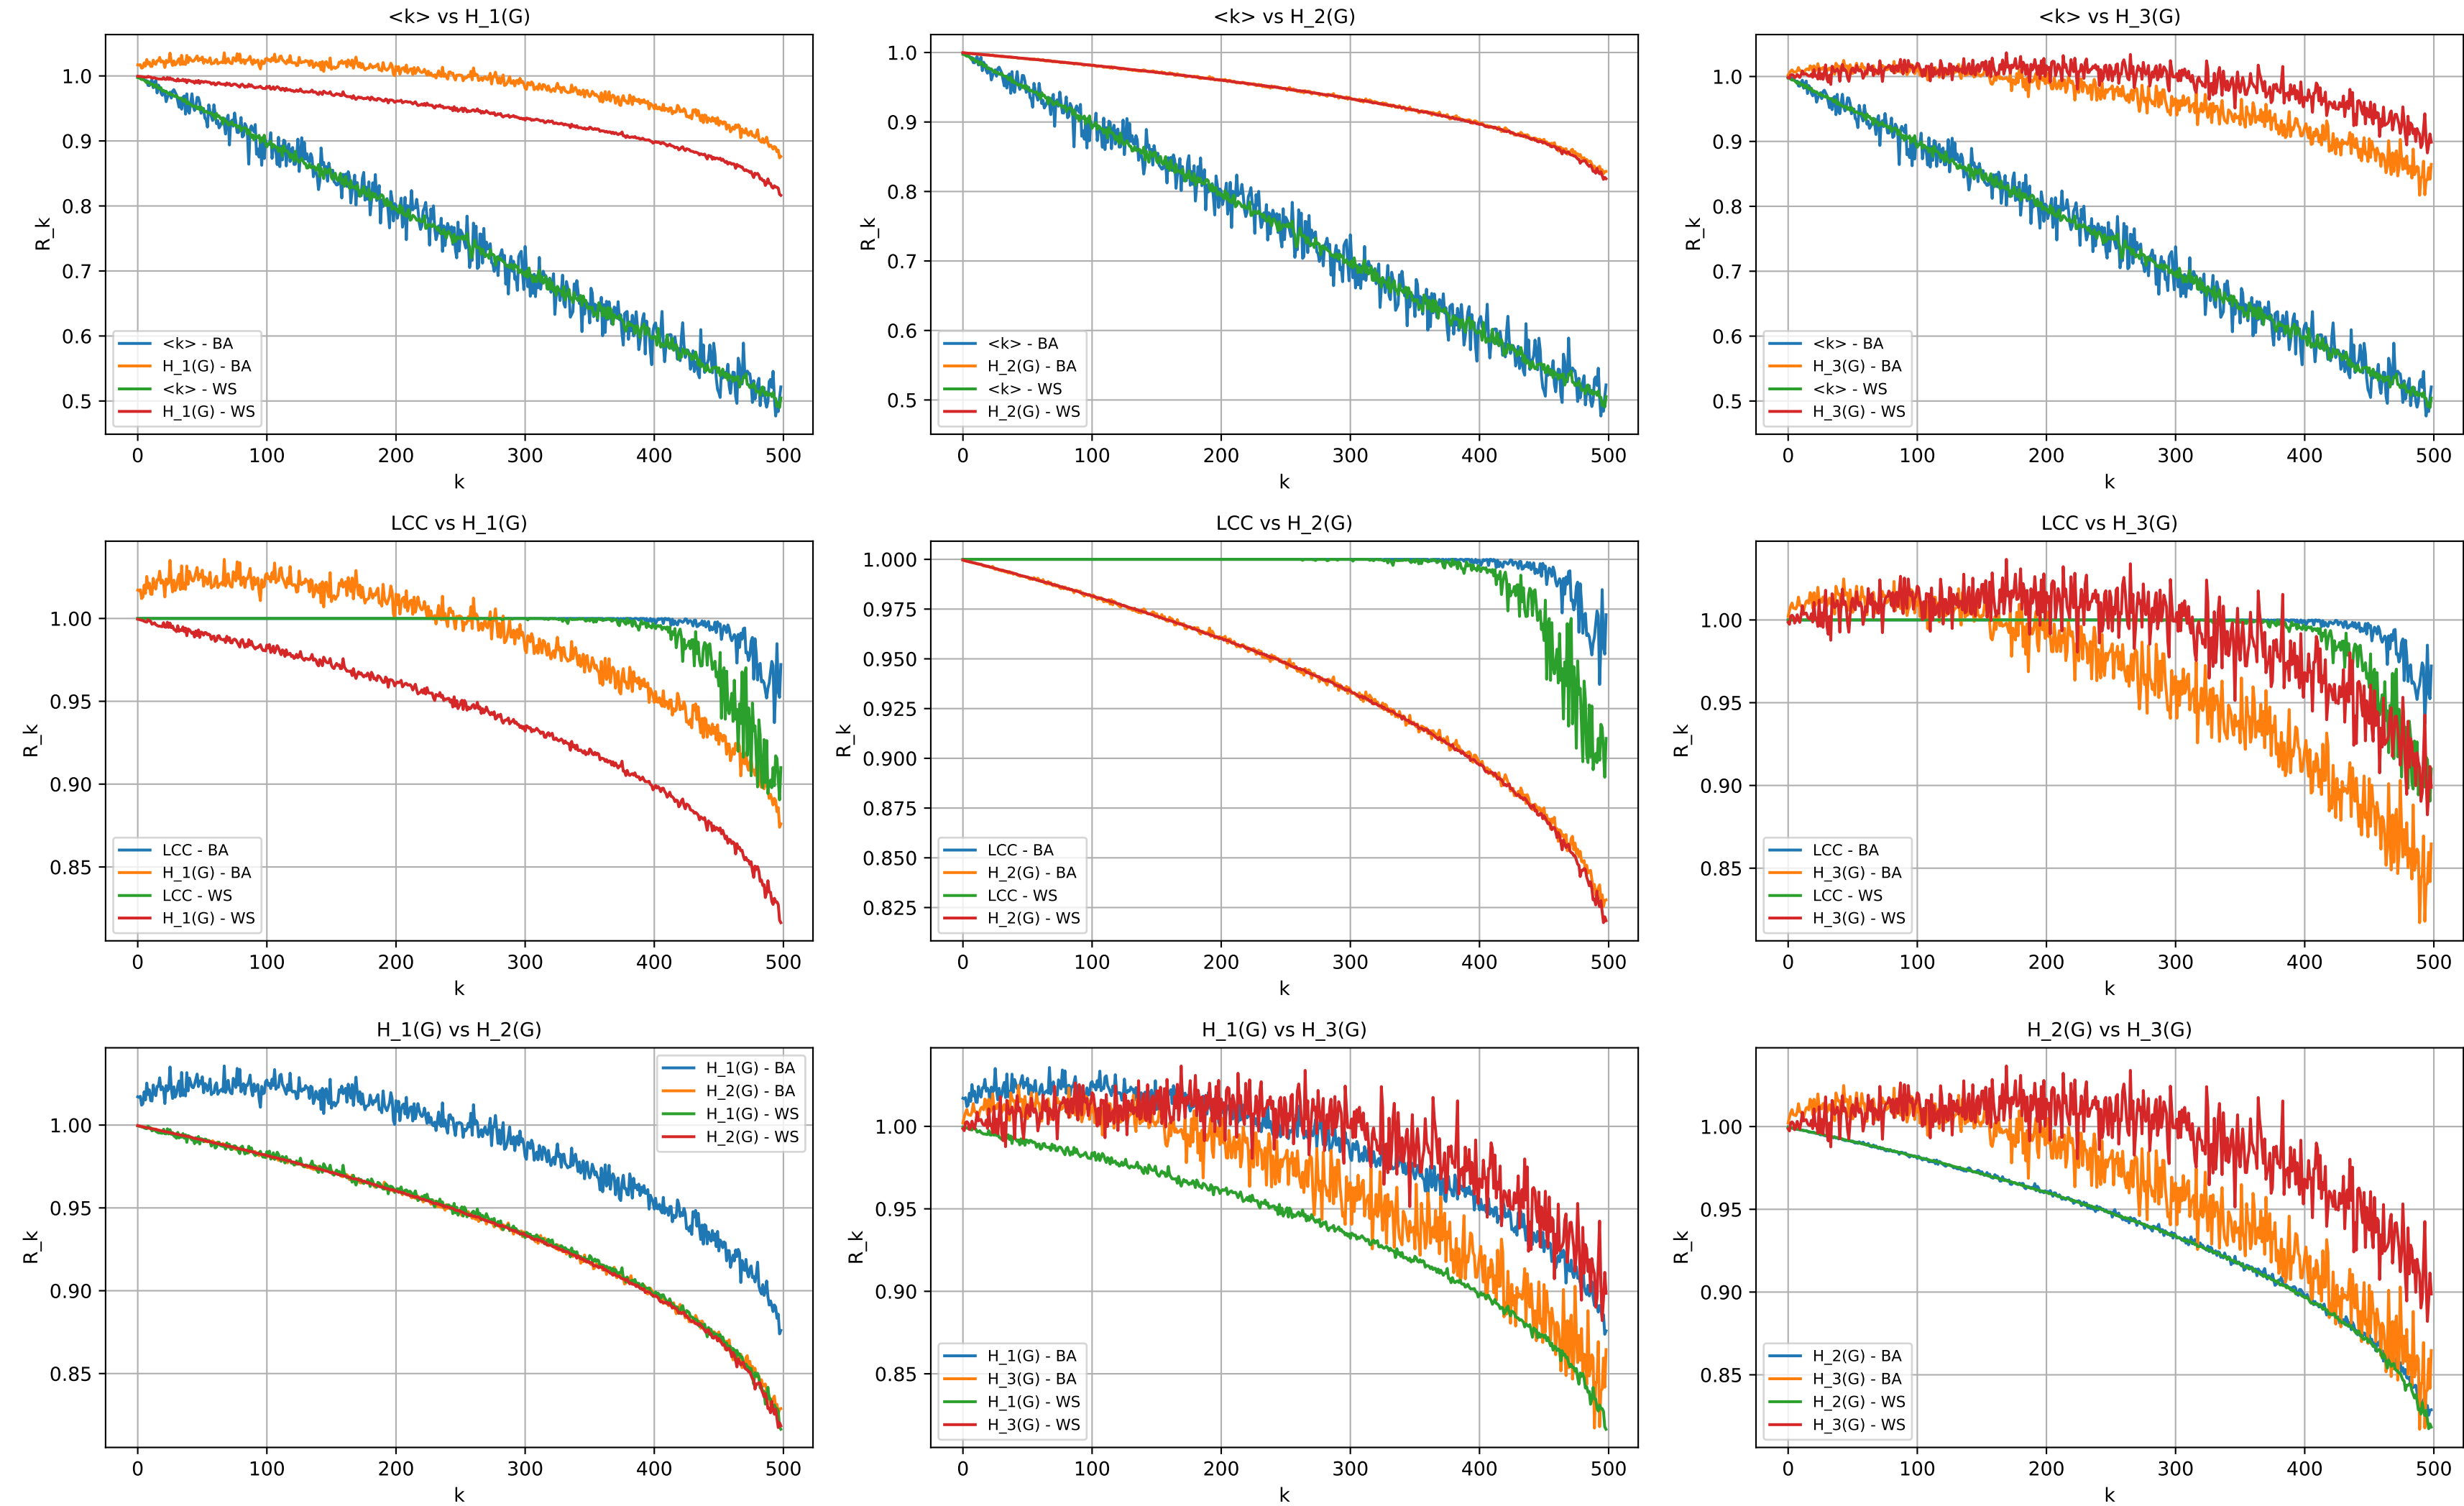 <k> vs H_1(G)
R_k
1.0
0.9
0.8
0.7
0.6
0.5
<k> - BA
H_1(G) - BA
<k> - WS
H_1(G) - WS
0 100 200 300 400 500
k
<k> vs H_2(G)
R_k
1.0
0.9
0.8
0.7
0.6
0.5
<k> - BA
H_2(G) - BA
<k> - WS
H_2(G) - WS
0 100 200 300 400 500
k
<k> vs H_3(G)
R_k
1.0
0.9
0.8
0.7
0.6
0.5
<k> - BA
H_3(G) - BA
<k> - WS
H_3(G) - WS
0 100 200 300 400 500
k
LCC vs H_1(G)
R_k
1.00
0.95
0.90
0.85
LCC - BA
H_1(G) - BA
LCC - WS
H_1(G) - WS
0 100 200 300 400 500
k
LCC vs H_2(G)
R_k
1.000
0.975
0.950
0.925
0.900
0.875
0.850
0.825
LCC - BA
H_2(G) - BA
LCC - WS
H_2(G) - WS
0 100 200 300 400 500
k
LCC vs H_3(G)
R_k
1.00
0.95
0.90
0.85
LCC - BA
H_3(G) - BA
LCC - WS
H_3(G) - WS
0 100 200 300 400 500
k
H_1(G) vs H_2(G)
R_k
1.00
0.95
0.90
0.85
H_1(G) - BA
H_2(G) - BA
H_1(G) - WS
H_2(G) - WS
0 100 200 300 400 500
k
H_1(G) vs H_3(G)
R_k
1.00
0.95
0.90
0.85
H_1(G) - BA
H_3(G) - BA
H_1(G) - WS
H_3(G) - WS
0 100 200 300 400 500
k
H_2(G) vs H_3(G)
R_k
1.00
0.95
0.90
0.85
H_2(G) - BA
H_3(G) - BA
H_2(G) - WS
H_3(G) - WS
0 100 200 300 400 500
k